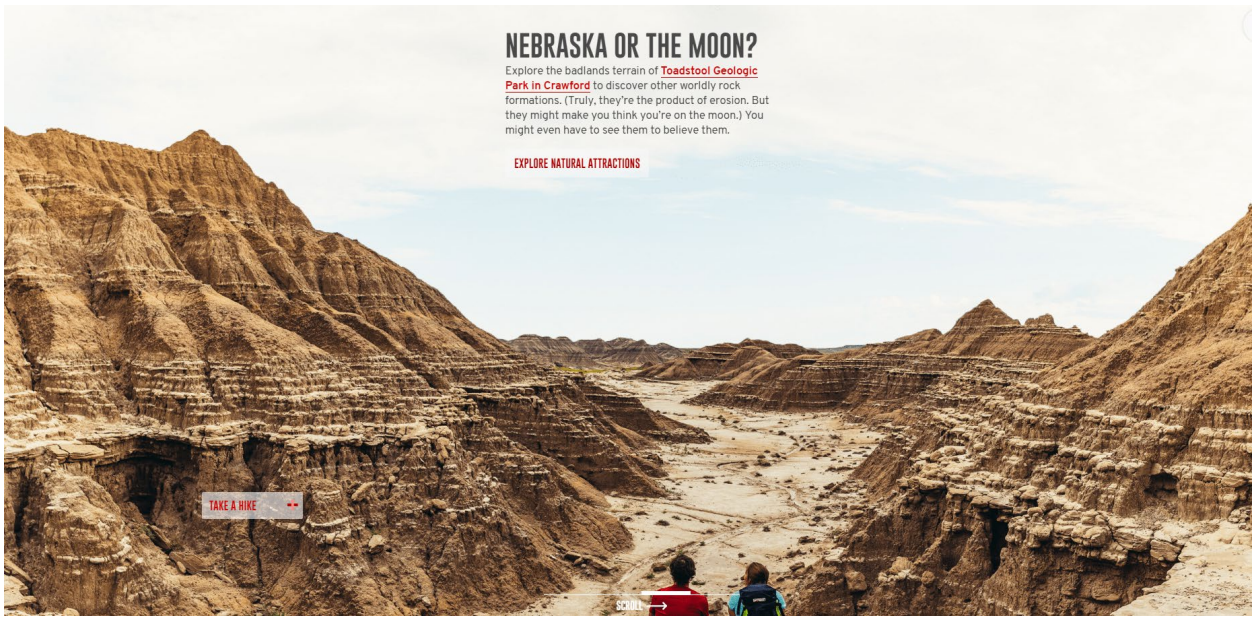 NEBRASKA OR THE MOON?
Explore the badlands terrain of Toadstool Geologic
Park in Crawford to discover other worldly rock
formations. (Truly, they're the product of erosion. But
they might make you think you're on the moon.) You
might even have to see them to believe them.
EXPLORE NATURAL ATTRACTIONS
TAKE A HIKE
SCROLL